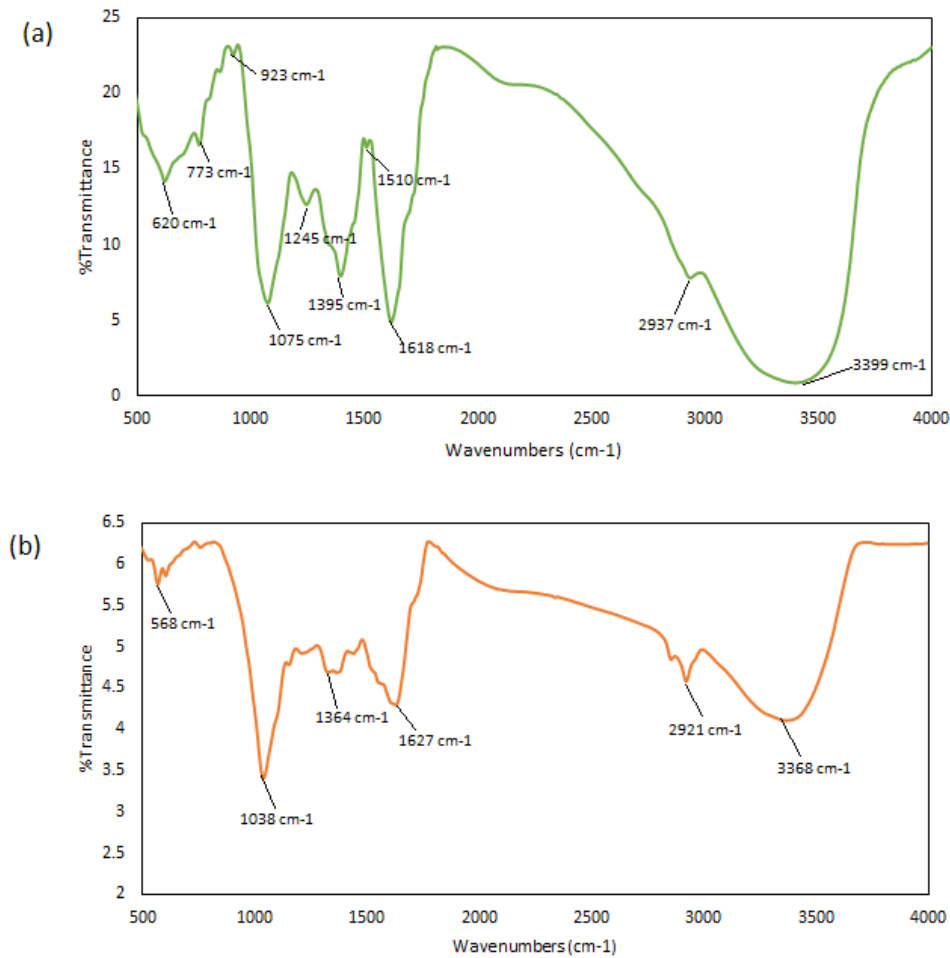 (a)
%Transmittance
25
20
15
10
5
0
923 cm-1
773 cm-1
620 cm-1
1510 cm-1
1245 cm-1
1395 cm-1
1075 cm-1
1618 cm-1
2937 cm-1
3399 cm-1
500 1000 1500 2000 2500 3000 3500 4000
Wavenumbers (cm-1)
(b)
%Transmittance
6.5
6
5.5
5
4.5
4
3.5
3
2.5
2
568 cm-1
1364 cm-1
1627 cm-1
2921 cm-1
3368 cm-1
1038 cm-1
500 1000 1500 2000 2500 3000 3500 4000
Wavenumbers (cm-1)